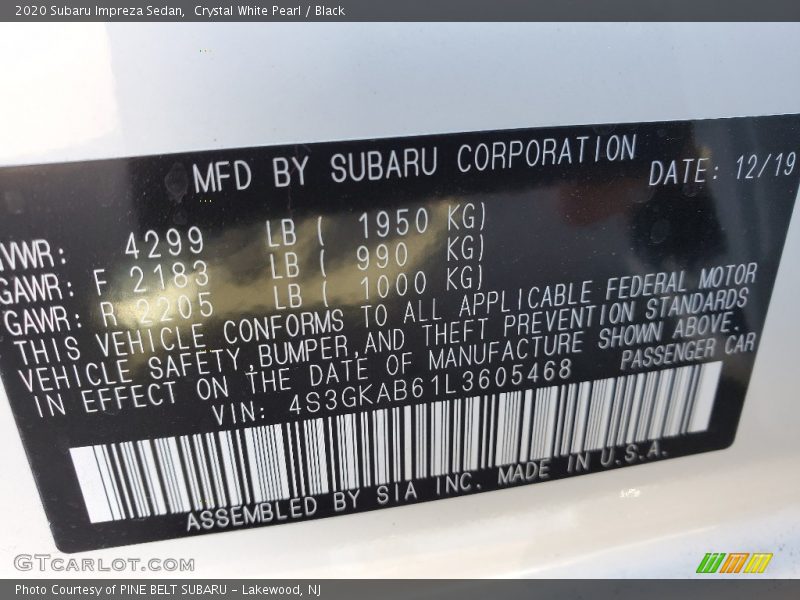 2020 Subaru Impreza Sedan, Crystal White Pearl / Black
MFD BY SUBARU CORPORATION DATE: 12/19
VWR: 4299 LB ( 1950 KG)
GAWR: F 2183 LB ( 990 KG)
GAWR: R 2205 LB ( 1000 KG)
THIS VEHICLE CONFORMS TO ALL APPLICABLE FEDERAL MOTOR
VEHICLE SAFETY,BUMPER,AND THEFT PREVENTION STANDARDS
IN EFFECT ON THE DATE OF MANUFACTURE SHOWN ABOVE.
VIN: 4S3GKAB61L3605468 PASSENGER CAR
ASSEMBLED BY SIA INC. MADE IN U.S.A.
GTCARLOT.COM
Photo Courtesy of PINE BELT SUBARU - Lakewood, NJ